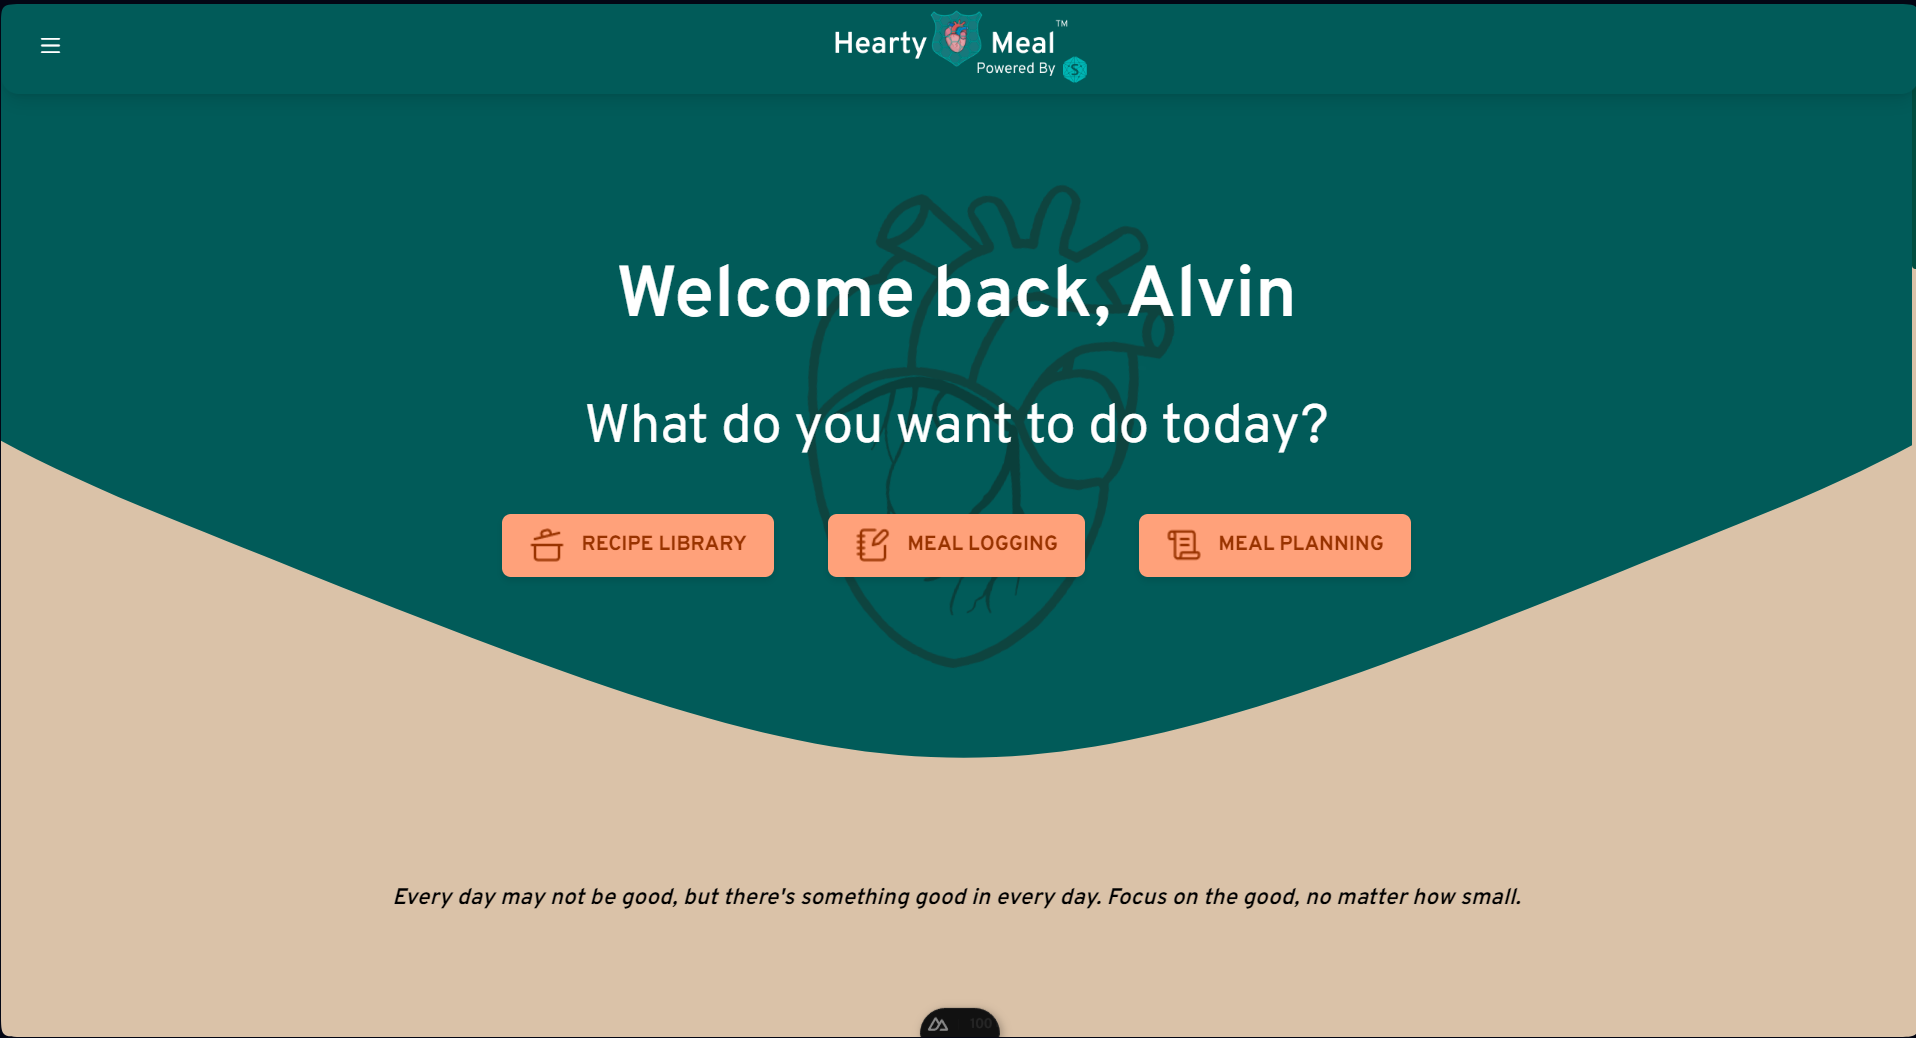 Hearty Meal™
Powered By S
Welcome back, Alvin
What do you want to do today?
RECIPE LIBRARY
MEAL LOGGING
MEAL PLANNING
Every day may not be good, but there's something good in every day. Focus on the good, no matter how small.
100